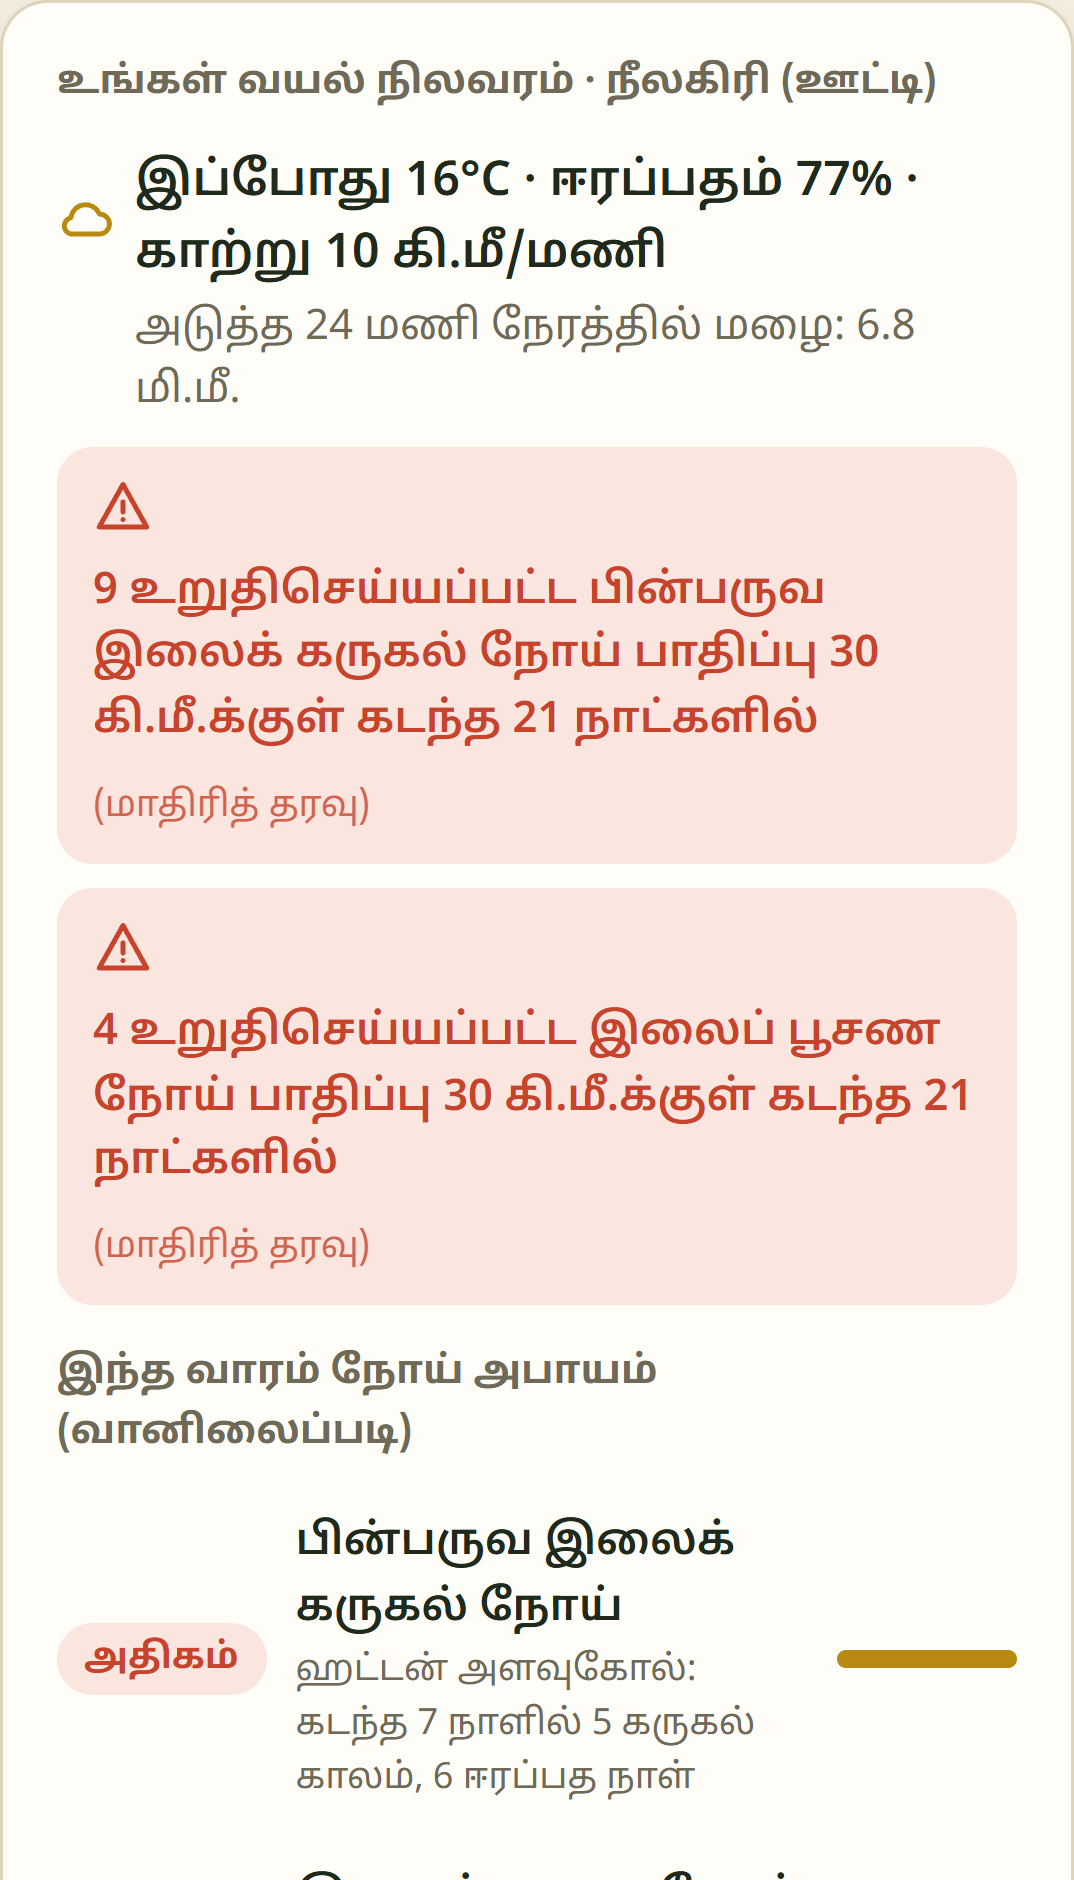 உங்கள் வயல் நிலவரம் · நீலகிரி (ஊட்டி)
இப்போது 16°C · ஈரப்பதம் 77% ·
காற்று 10 கி.மீ/மணி
அடுத்த 24 மணி நேரத்தில் மழை: 6.8
மி.மீ.
9 உறுதிசெய்யப்பட்ட பின்பருவ
இலைக் கருகல் நோய் பாதிப்பு 30
கி.மீ.க்குள் கடந்த 21 நாட்களில்
(மாதிரித் தரவு)
4 உறுதிசெய்யப்பட்ட இலைப் பூசண
நோய் பாதிப்பு 30 கி.மீ.க்குள் கடந்த 21
நாட்களில்
(மாதிரித் தரவு)
இந்த வாரம் நோய் அபாயம்
(வானிலைப்படி)
பின்பருவ இலைக்
கருகல் நோய்
அதிகம்
ஹட்டன் அளவுகோல்:
கடந்த 7 நாளில் 5 கருகல்
காலம், 6 ஈரப்பத நாள்